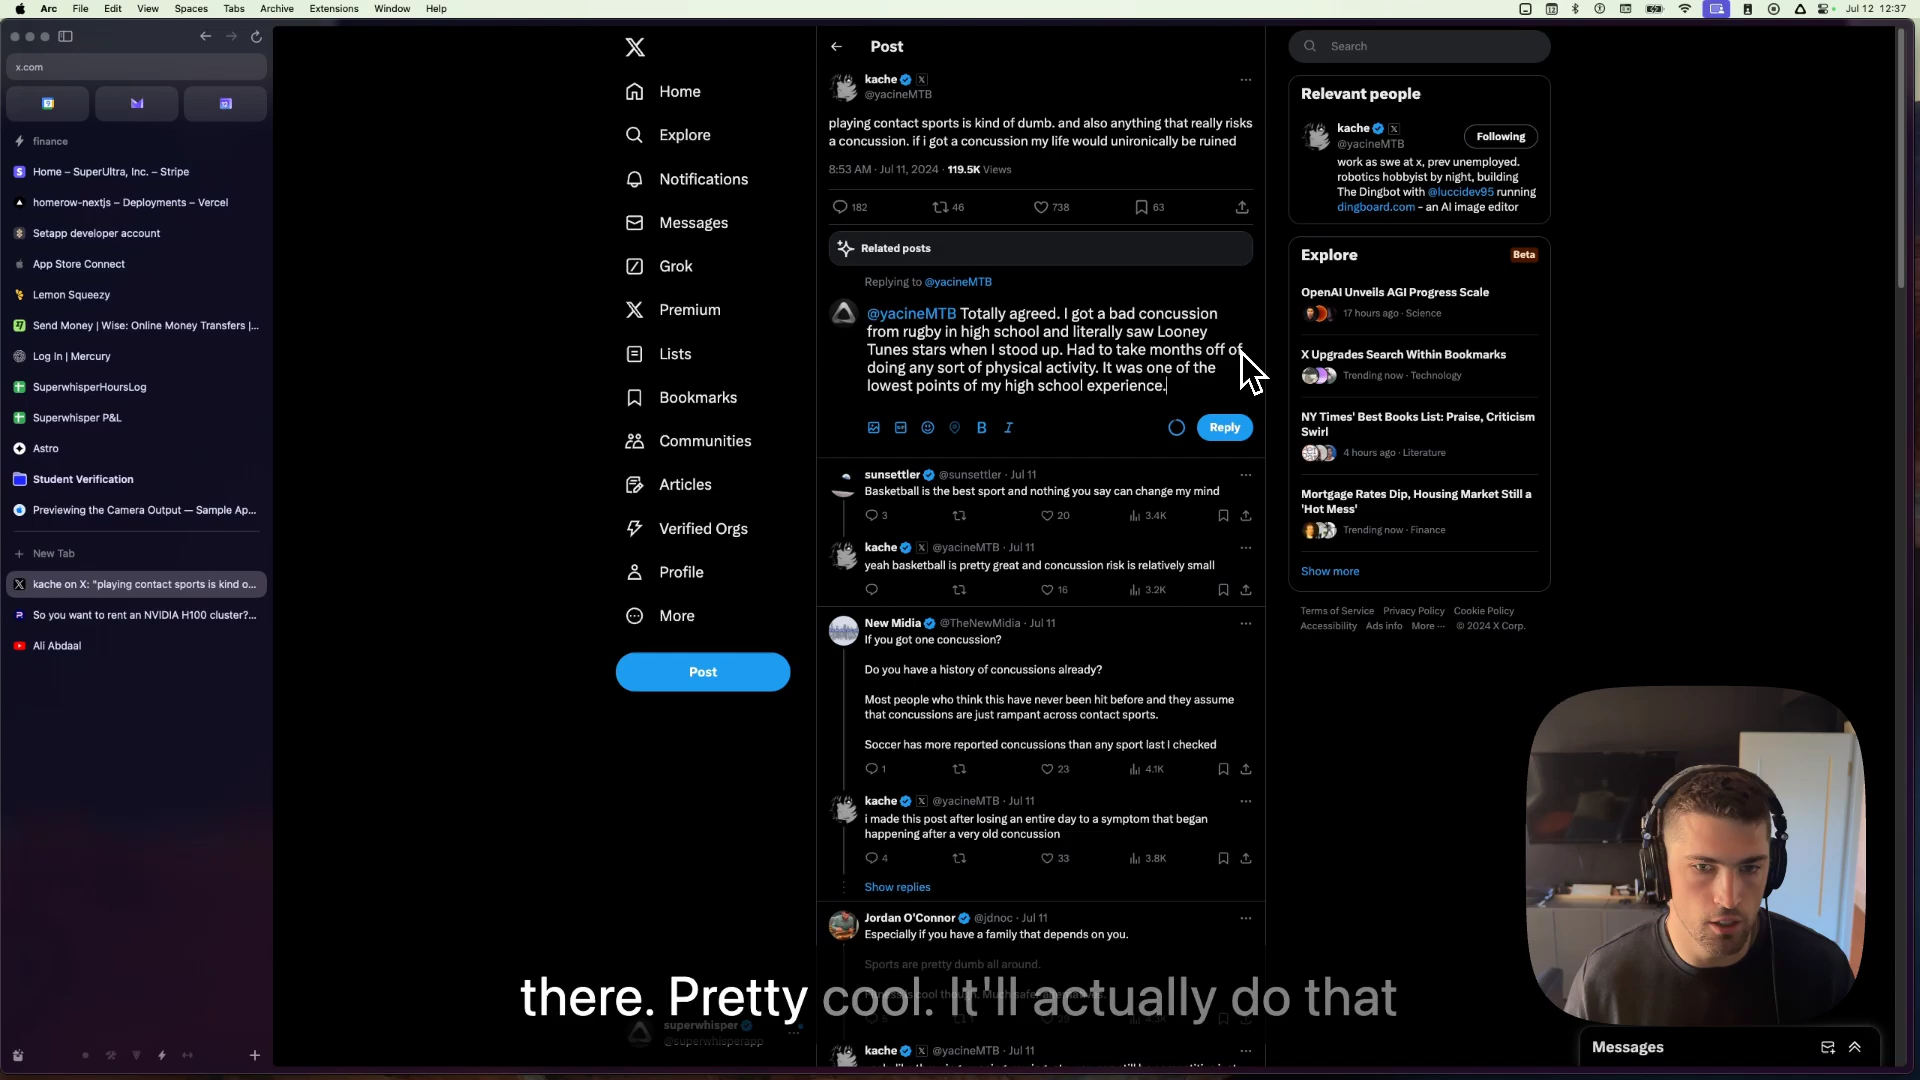 Arc File Edit View Spaces Tabs Archive Extensions Window Help
Jul 12 12:37
x.com
finance
Home – SuperUltra, Inc. – Stripe
homerow-nextjs – Deployments – Vercel
Setapp developer account
App Store Connect
Lemon Squeezy
Send Money | Wise: Online Money Transfers |...
Log In | Mercury
SuperwhisperHoursLog
Superwhisper P&L
Astro
Student Verification
Previewing the Camera Output — Sample Ap...
New Tab
kache on X: "playing contact sports is kind o...
So you want to rent an NVIDIA H100 cluster?...
Ali Abdaal
Home
Explore
Notifications
Messages
Grok
Premium
Lists
Bookmarks
Communities
Articles
Verified Orgs
Profile
More
Post
superwhisper
@superwhisperapp
Post
kache
@yacineMTB
playing contact sports is kind of dumb. and also anything that really risks
a concussion. if i got a concussion my life would unironically be ruined
8:53 AM · Jul 11, 2024 · 119.5K Views
182 46 738 63
Related posts
Replying to @yacineMTB
@yacineMTB Totally agreed. I got a bad concussion
from rugby in high school and literally saw Looney
Tunes stars when I stood up. Had to take months off of
doing any sort of physical activity. It was one of the
lowest points of my high school experience.
B I
Reply
sunsettler @sunsettler · Jul 11
Basketball is the best sport and nothing you say can change my mind
3 20 3.4K
kache @yacineMTB · Jul 11
yeah basketball is pretty great and concussion risk is relatively small
16 3.2K
New Midia @TheNewMidia · Jul 11
If you got one concussion?
Do you have a history of concussions already?
Most people who think this have never been hit before and they assume
that concussions are just rampant across contact sports.
Soccer has more reported concussions than any sport last I checked
1 23 4.1K
kache @yacineMTB · Jul 11
i made this post after losing an entire day to a symptom that began
happening after a very old concussion
4 33 3.8K
Show replies
Jordan O'Connor @jdnoc · Jul 11
Especially if you have a family that depends on you.
Sports are pretty dumb all around.
kache @yacineMTB · Jul 11
there. Pretty cool. It'll actually do that
Search
Relevant people
kache
@yacineMTB
Following
work as swe at x, prev unemployed.
robotics hobbyist by night, building
The Dingbot with @luccidev95 running
dingboard.com - an AI image editor
Explore
Beta
OpenAI Unveils AGI Progress Scale
17 hours ago · Science
X Upgrades Search Within Bookmarks
Trending now · Technology
NY Times' Best Books List: Praise, Criticism
Swirl
4 hours ago · Literature
Mortgage Rates Dip, Housing Market Still a
'Hot Mess'
Trending now · Finance
Show more
Terms of Service Privacy Policy Cookie Policy
Accessibility Ads info More ··· © 2024 X Corp.
Messages